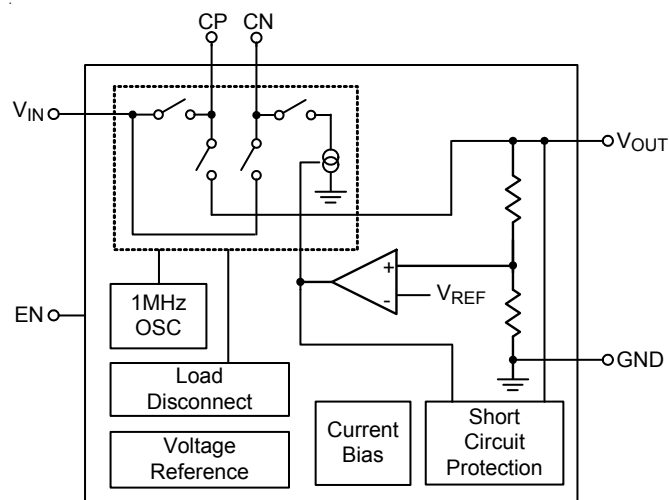 CP CN
VIN
VOUT
+
-
VREF
1MHz
OSC
EN
GND
Load
Disconnect
Voltage
Reference
Current
Bias
Short
Circuit
Protection